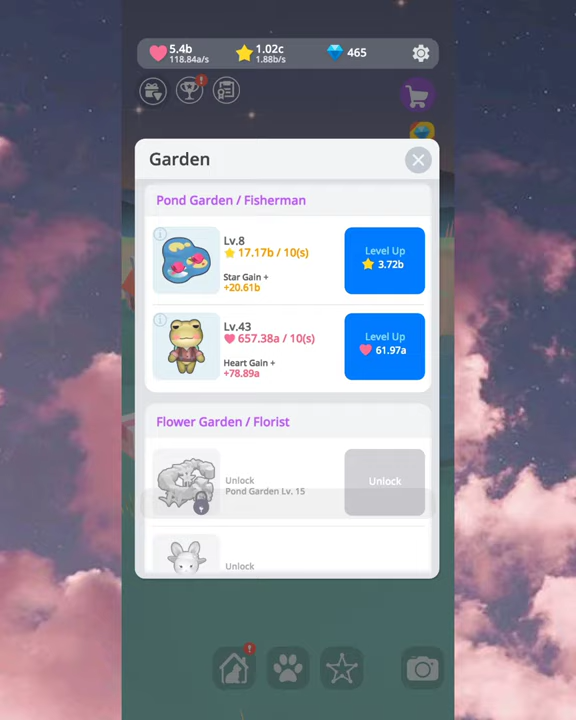 5.4b
118.84a/s
1.02c
1.88b/s
465
Garden
Pond Garden / Fisherman
Lv.8
17.17b / 10(s)
Star Gain +
+20.61b
Level Up
3.72b
Lv.43
657.38a / 10(s)
Heart Gain +
+78.89a
Level Up
61.97a
Flower Garden / Florist
Unlock
Pond Garden Lv. 15
Unlock
Unlock